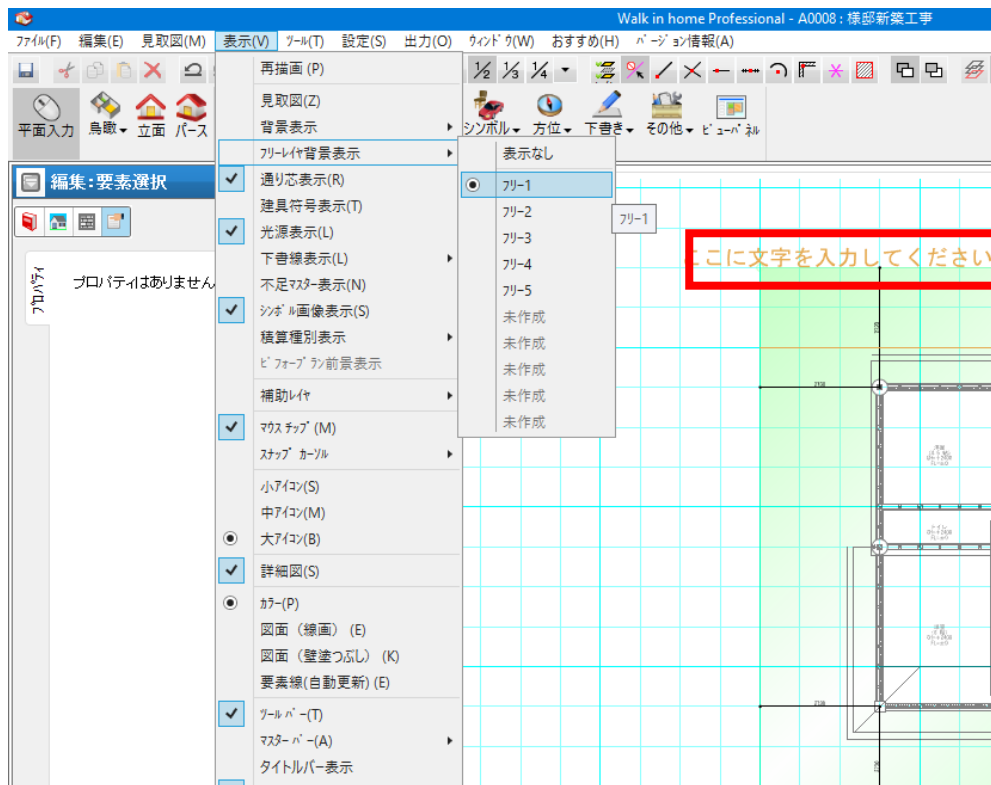 Walk in home Professional - A0008 : 様邸新築工事
ﾌｧｲﾙ(F) 編集(E) 見取図(M) 表示(V) ﾂｰﾙ(T) 設定(S) 出力(O) ｳｨﾝﾄﾞｳ(W) おすすめ(H) ﾊﾞｰｼﾞｮﾝ情報(A)
1/2 1/3 1/4
平面入力 鳥瞰 立面 ﾊﾟｰｽ シンボル 方位 下書き その他 ﾋﾞｭｰﾊﾟﾈﾙ
編集:要素選択
ﾌﾟﾛﾊﾟﾃｨ
プロパティはありません
再描画 (P)
見取図(Z)
背景表示
ﾌﾘｰﾚｲﾔ背景表示
通り芯表示(R)
建具符号表示(T)
光源表示(L)
下書線表示(L)
不足ﾏｽﾀｰ表示(N)
ｼﾝﾎﾞﾙ画像表示(S)
積算種別表示
ﾋﾞﾌｫｰﾌﾟﾗﾝ前景表示
補助ﾚｲﾔ
ﾏｳｽﾁｯﾌﾟ(M)
ｽﾅｯﾌﾟｶｰｿﾙ
小ｱｲｺﾝ(S)
中ｱｲｺﾝ(M)
大ｱｲｺﾝ(B)
詳細図(S)
ｶﾗｰ(P)
図面（線画） (E)
図面（壁塗つぶし） (K)
要素線(自動更新) (E)
ﾂｰﾙﾊﾞｰ(T)
ﾏｽﾀｰﾊﾞｰ(A)
タイトルバー表示
表示なし
ﾌﾘｰ1
ﾌﾘｰ2
ﾌﾘｰ3
ﾌﾘｰ4
ﾌﾘｰ5
未作成
未作成
未作成
未作成
未作成
ﾌﾘｰ1
ここに文字を入力してください